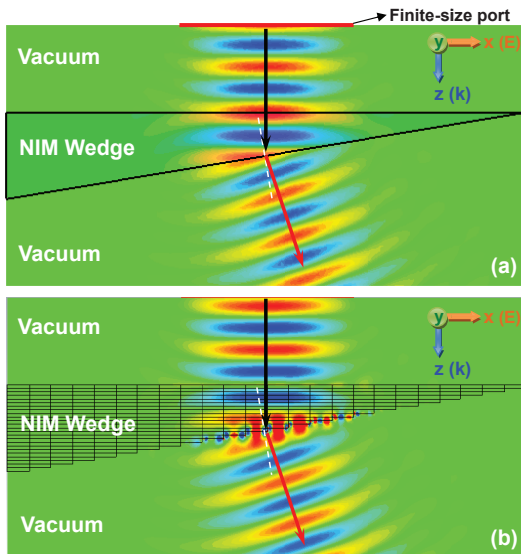 Finite-size port
Vacuum
y x (E)
z (k)
NIM Wedge
Vacuum
(a)
Vacuum
y x (E)
z (k)
NIM Wedge
Vacuum
(b)